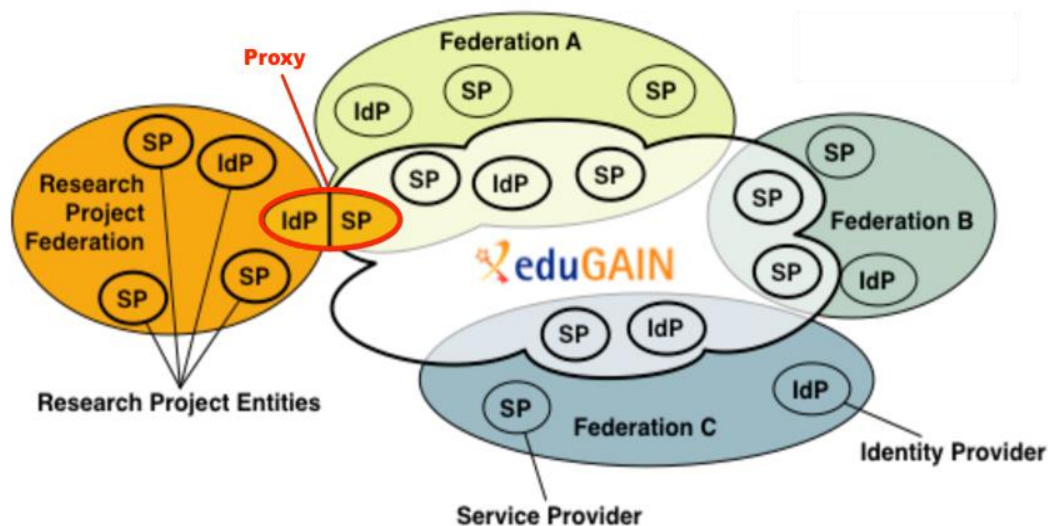 Federation A
Proxy
SP
SP
IdP
SP
IdP
SP
IdP
SP
SP
SP
Research
Project
Federation
IdP
SP
SP
Federation B
eduGAIN
SP
SP
SP
IdP
SP
IdP
Research Project Entities
SP
IdP
Federation C
Identity Provider
Service Provider